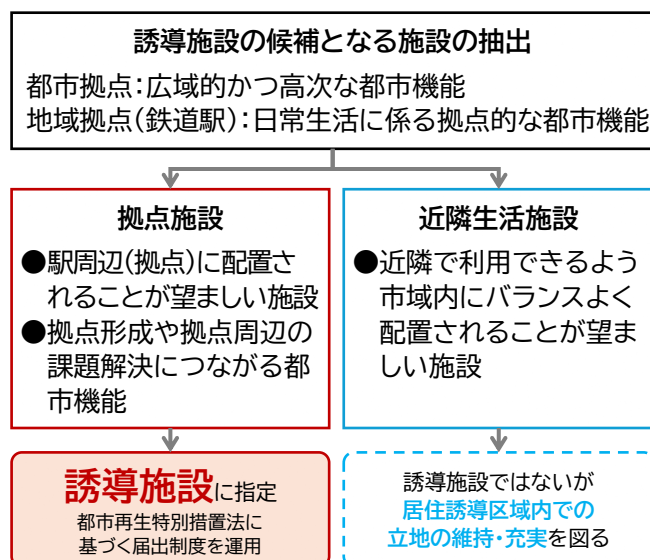 誘導施設の候補となる施設の抽出
都市拠点：広域的かつ高次な都市機能
地域拠点（鉄道駅）：日常生活に係る拠点的な都市機能
拠点施設
●駅周辺（拠点）に配置さ
れることが望ましい施設
●拠点形成や拠点周辺の
課題解決につながる都
市機能
近隣生活施設
●近隣で利用できるよう
市域内にバランスよく
配置されることが望ま
しい施設
誘導施設に指定
都市再生特別措置法に
基づく届出制度を運用
誘導施設ではないが
居住誘導区域内での
立地の維持・充実を図る